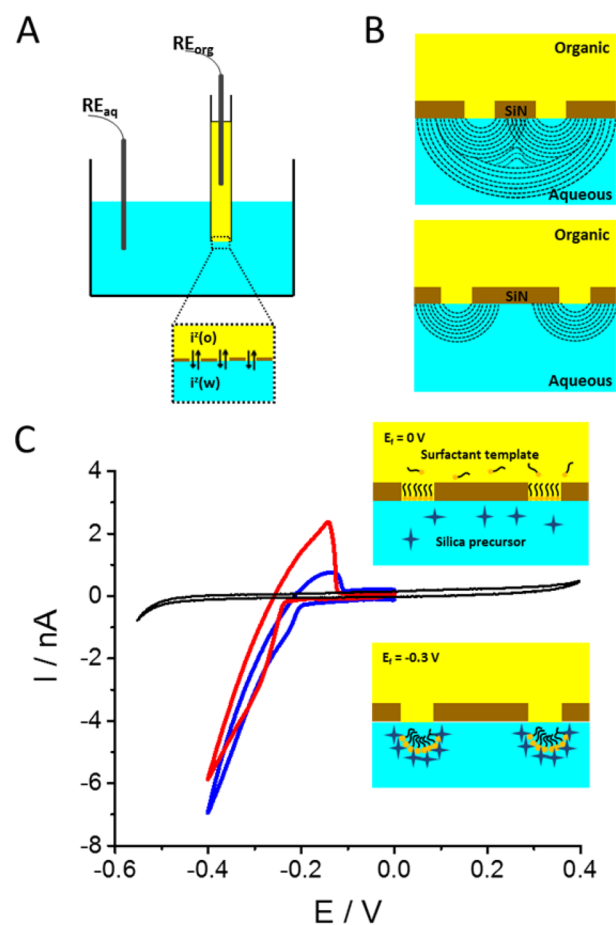 A
RE_org
RE_aq
i^z(o)
i^z(w)
B
Organic
SiN
Aqueous
Organic
SiN
Aqueous
C
E_f = 0 V
Surfactant template
Silica precursor
E_f = -0.3 V
4
2
0
-2
-4
-6
-8
I / nA
-0.6 -0.4 -0.2 0.0 0.2 0.4
E / V